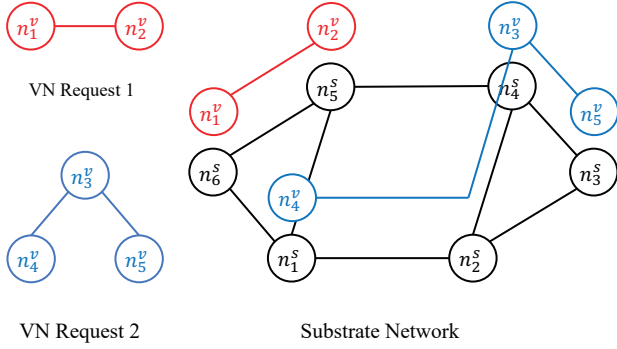 n₁ᵛ n₂ᵛ
VN Request 1
n₃ᵛ
n₄ᵛ n₅ᵛ
VN Request 2
n₂ᵛ n₃ᵛ
n₁ᵛ n₅ˢ n₄ˢ n₅ᵛ
n₆ˢ n₄ᵛ n₃ˢ
n₁ˢ n₂ˢ
Substrate Network